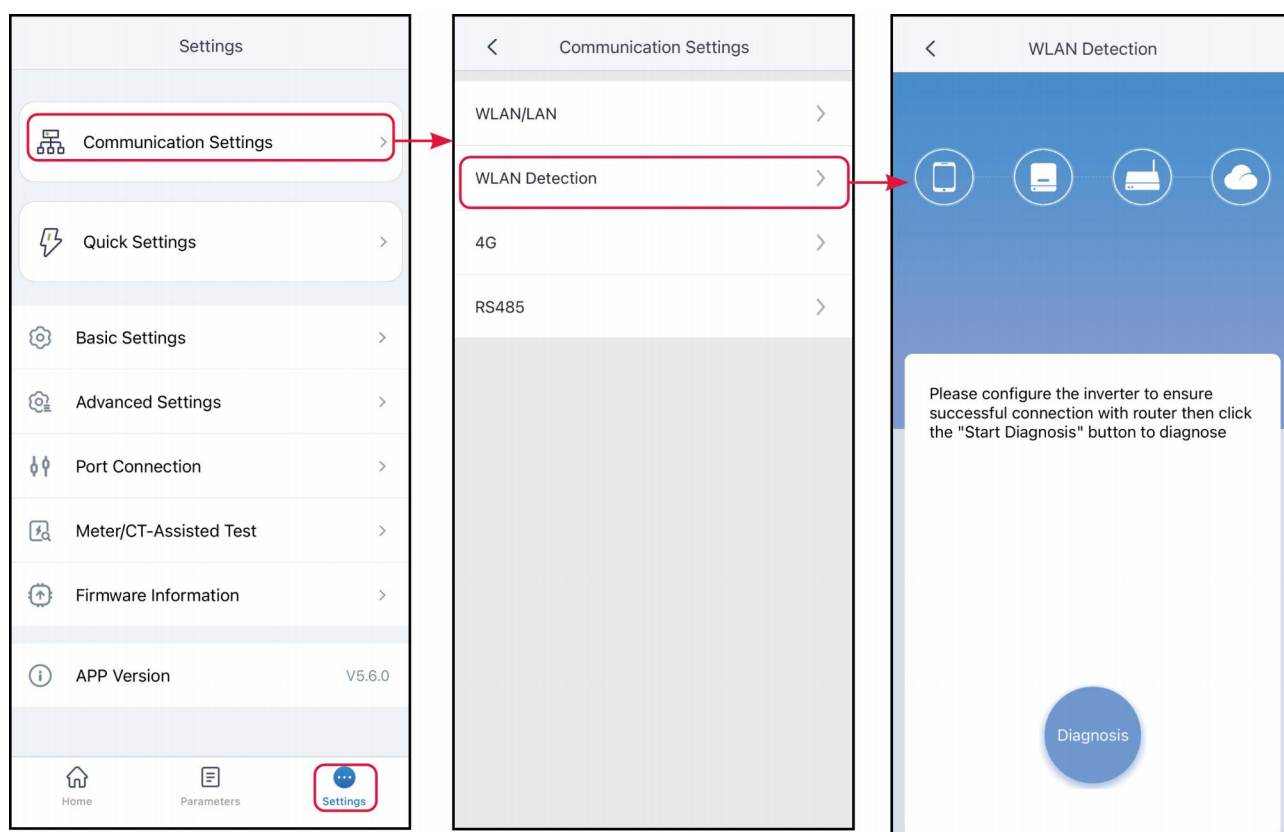 Settings
Communication Settings
Quick Settings
Basic Settings
Advanced Settings
Port Connection
Meter/CT-Assisted Test
Firmware Information
APP Version V5.6.0
Home Parameters Settings
Communication Settings
WLAN/LAN
WLAN Detection
4G
RS485
WLAN Detection
Please configure the inverter to ensure
successful connection with router then click
the "Start Diagnosis" button to diagnose
Diagnosis